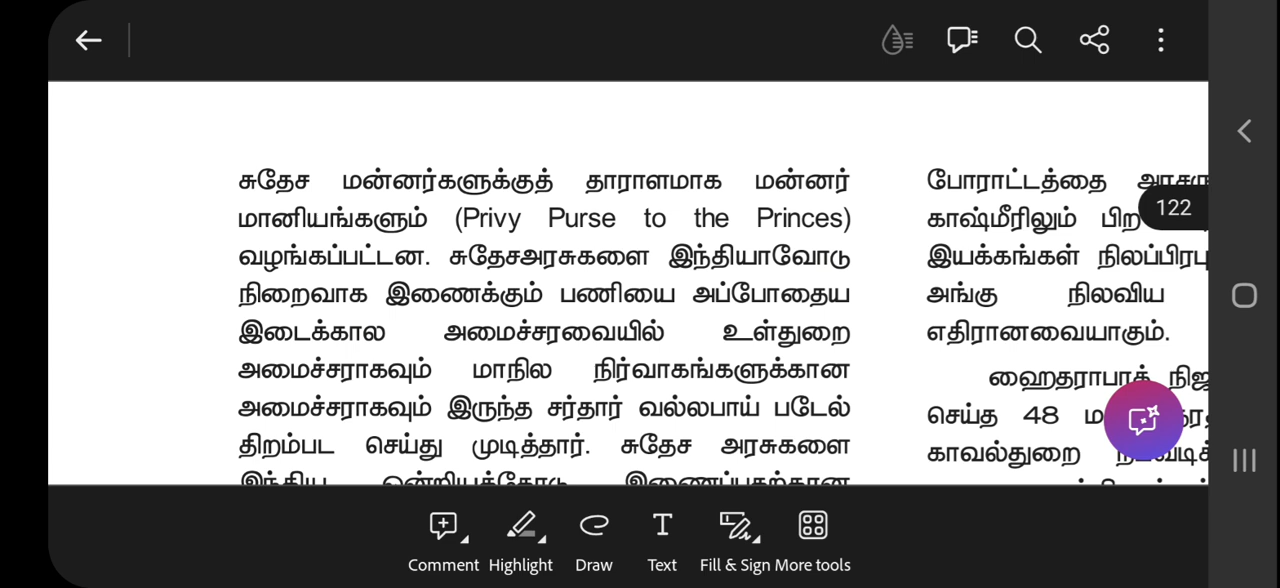 122
சுதேச மன்னர்களுக்குத் தாராளமாக மன்னர்
மானியங்களும் (Privy Purse to the Princes)
வழங்கப்பட்டன. சுதேசஅரசுகளை இந்தியாவோடு
நிறைவாக இணைக்கும் பணியை அப்போதைய
இடைக்கால அமைச்சரவையில் உள்துறை
அமைச்சராகவும் மாநில நிர்வாகங்களுக்கான
அமைச்சராகவும் இருந்த சர்தார் வல்லபாய் படேல்
திறம்பட செய்து முடித்தார். சுதேச அரசுகளை
போராட்டத்தை
காஷ்மீரிலும்
இயக்கங்கள்
அங்கு நிலவிய
எதிரானவையாகும்.
ஹைதராபாத்
செய்த 48
காவல்துறை
Comment Highlight Draw Text Fill & Sign More tools